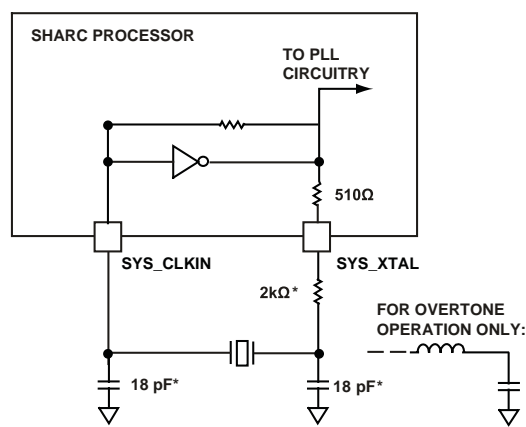 SHARC PROCESSOR
TO PLL
CIRCUITRY
510Ω
SYS_CLKIN
SYS_XTAL
2kΩ*
FOR OVERTONE
OPERATION ONLY:
18 pF*
18 pF*